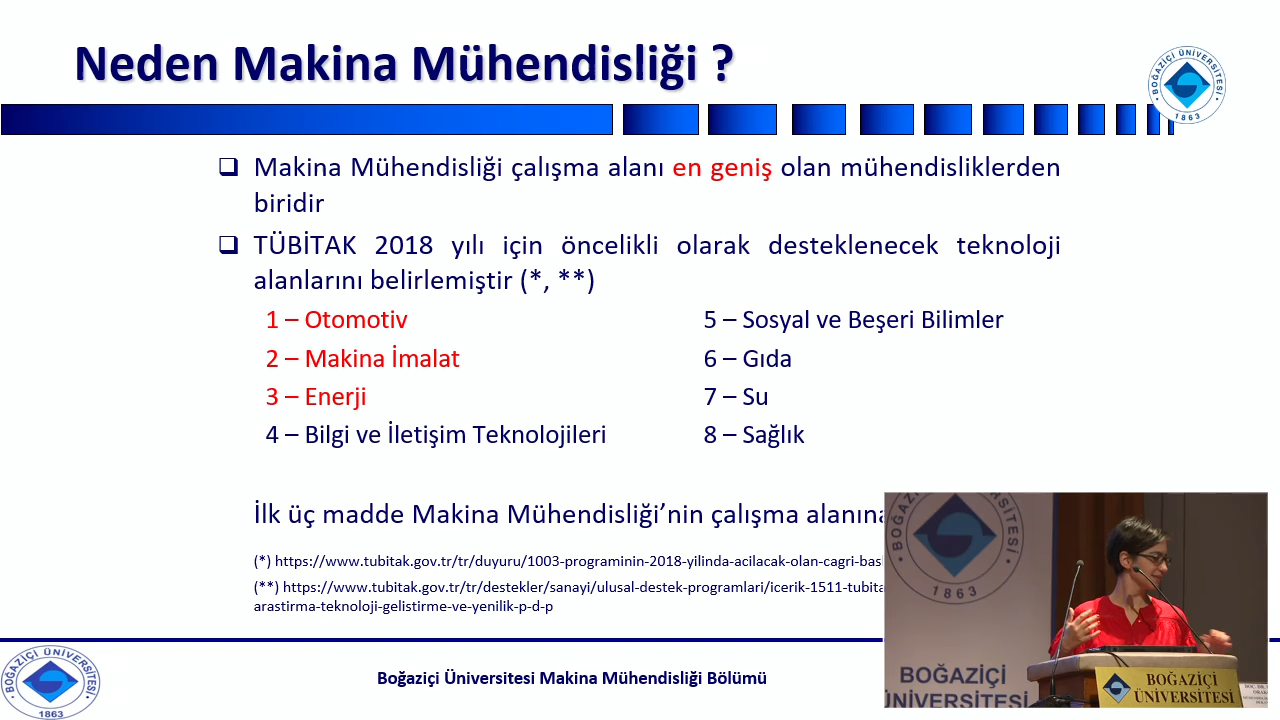 Neden Makina Mühendisliği ?
BOĞAZİÇİ ÜNİVERSİTESİ
1863
Makina Mühendisliği çalışma alanı en geniş olan mühendisliklerden
biridir
TÜBİTAK 2018 yılı için öncelikli olarak desteklenecek teknoloji
alanlarını belirlemiştir (*, **)
1 – Otomotiv
2 – Makina İmalat
3 – Enerji
4 – Bilgi ve İletişim Teknolojileri
5 – Sosyal ve Beşeri Bilimler
6 – Gıda
7 – Su
8 – Sağlık
İlk üç madde Makina Mühendisliği’nin çalışma alanına
(*) https://www.tubitak.gov.tr/tr/duyuru/1003-programinin-2018-yilinda-acilacak-olan-cagri-bas
(**) https://www.tubitak.gov.tr/tr/destekler/sanayi/ulusal-destek-programlari/icerik-1511-tubita
arastirma-teknoloji-gelistirme-ve-yenilik-p-d-p
BOĞAZİÇİ ÜNİVERSİTESİ
1863
Boğaziçi Üniversitesi Makina Mühendisliği Bölümü
1863
BOĞAZİÇİ
ÜNİVERSİTESİ
BOĞAZİÇİ
ÜNİVERSİTESİ